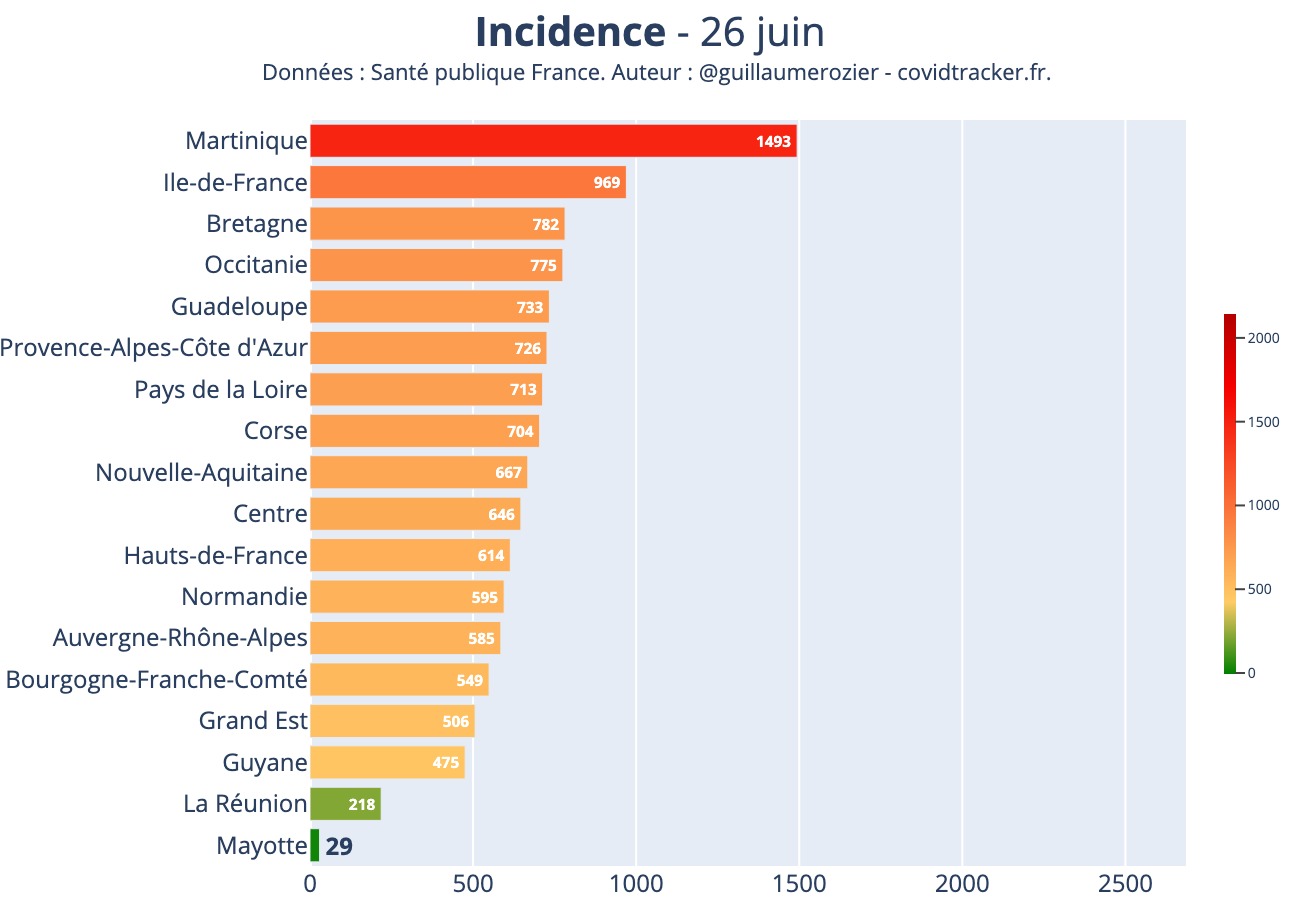 Incidence - 26 juin
Données : Santé publique France. Auteur : @guillaumerozier - covidtracker.fr.
Martinique 1493
Ile-de-France 969
Bretagne 782
Occitanie 775
Guadeloupe 733
Provence-Alpes-Côte d'Azur 726
Pays de la Loire 713
Corse 704
Nouvelle-Aquitaine 667
Centre 646
Hauts-de-France 614
Normandie 595
Auvergne-Rhône-Alpes 585
Bourgogne-Franche-Comté 549
Grand Est 506
Guyane 475
La Réunion 218
Mayotte 29
0 500 1000 1500 2000 2500
2000
1500
1000
500
0